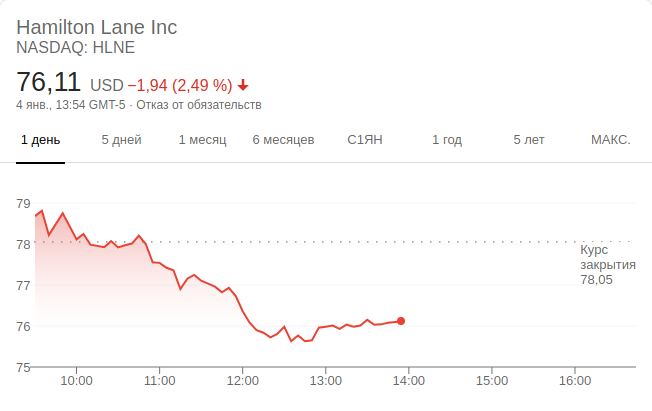 Hamilton Lane Inc
NASDAQ: HLNE
76,11 USD −1,94 (2,49 %)
4 янв., 13:54 GMT-5 · Отказ от обязательств
1 день 5 дней 1 месяц 6 месяцев С1ЯН 1 год 5 лет МАКС.
79
78
77
76
75
Курс
закрытия
78,05
10:00 11:00 12:00 13:00 14:00 15:00 16:00